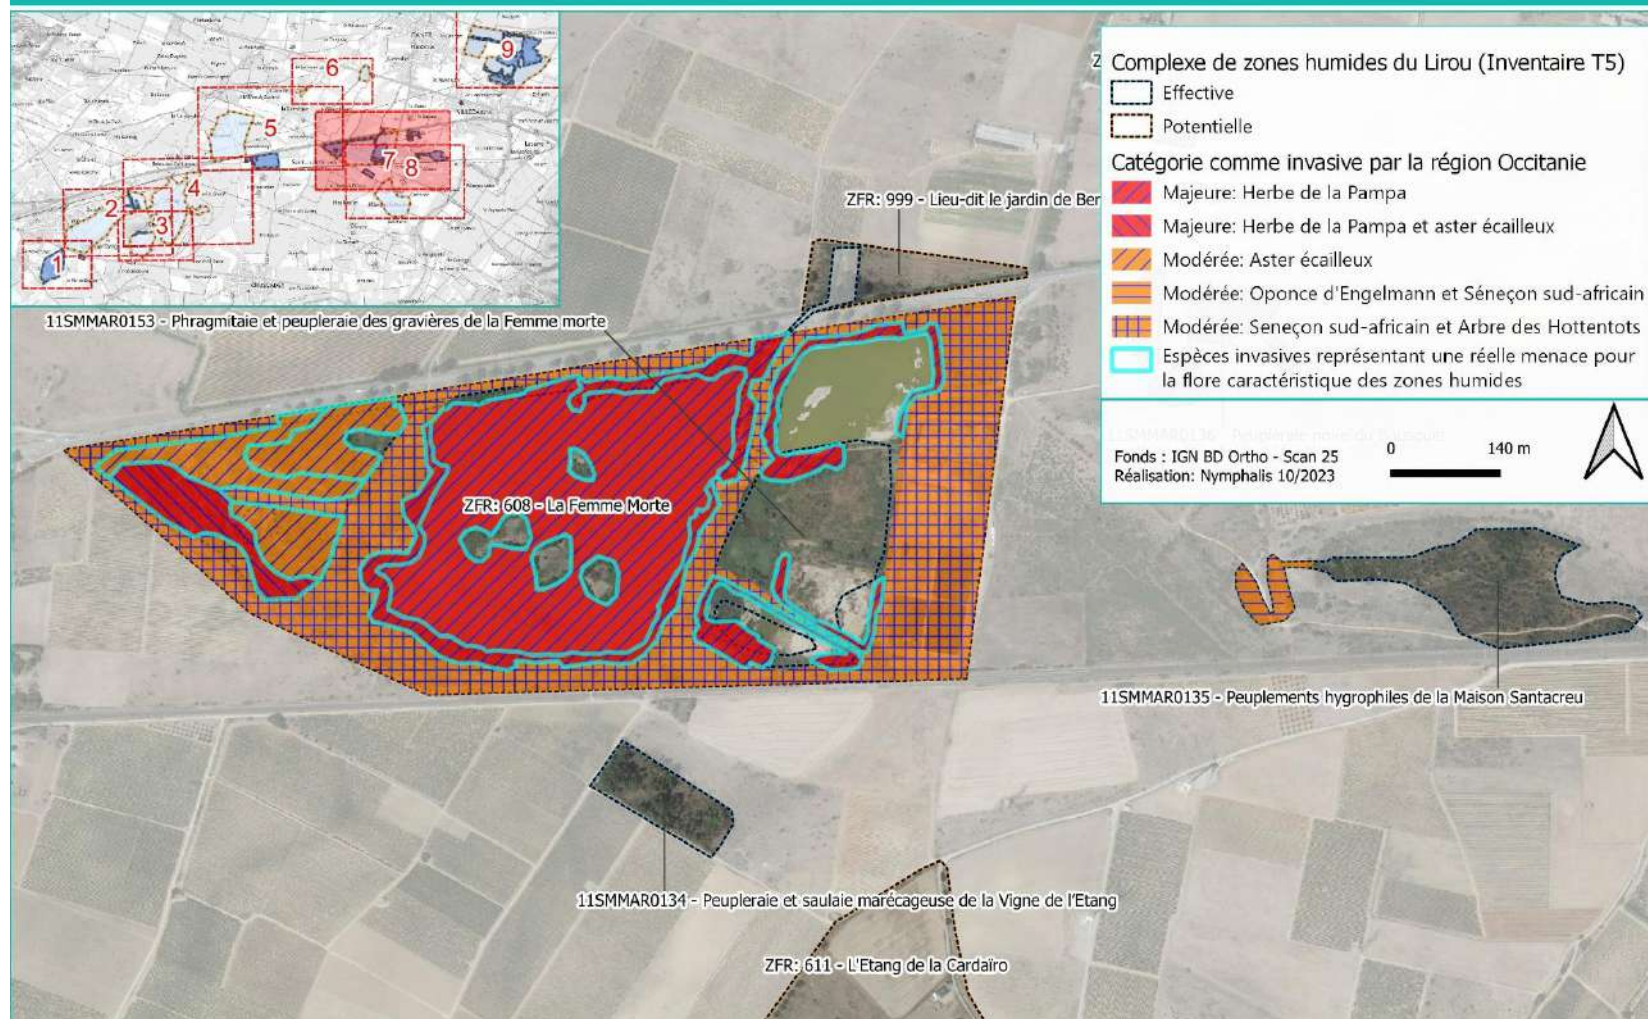 6
9
5
7
8
4
2
3
1
Complexe de zones humides du Lirou (Inventaire T5)
Effective
Potentielle
Catégorie comme invasive par la région Occitanie
Majeure: Herbe de la Pampa
Majeure: Herbe de la Pampa et aster écailleux
Modérée: Aster écailleux
Modérée: Oponce d'Engelmann et Séneçon sud-africain
Modérée: Seneçon sud-africain et Arbre des Hottentots
Espèces invasives représentant une réelle menace pour
la flore caractéristique des zones humides
Fonds : IGN BD Ortho - Scan 25
Réalisation: Nymphalis 10/2023
0 140 m
Z
ZFR: 999 - Lieu-dit le jardin de Ber
11SMMAR0153 - Phragmitaie et peupleraie des gravières de la Femme morte
ZFR: 608 - La Femme Morte
11SMMAR0135 - Peuplements hygrophiles de la Maison Santacreu
11SMMAR0134 - Peupleraie et saulaie marécageuse de la Vigne de l'Etang
ZFR: 611 - L'Etang de la Cardaïro